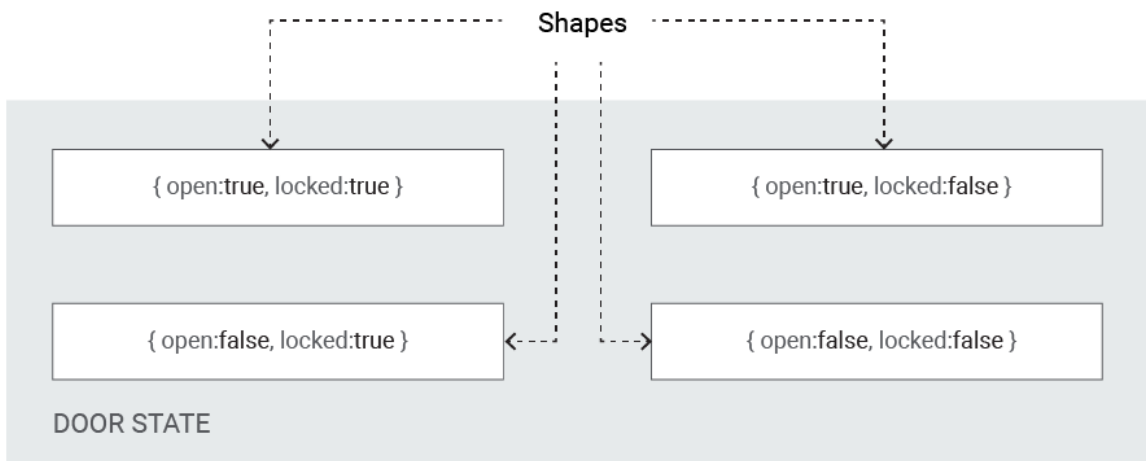 Shapes
{ open:true, locked:true }
{ open:true, locked:false }
{ open:false, locked:true }
{ open:false, locked:false }
DOOR STATE